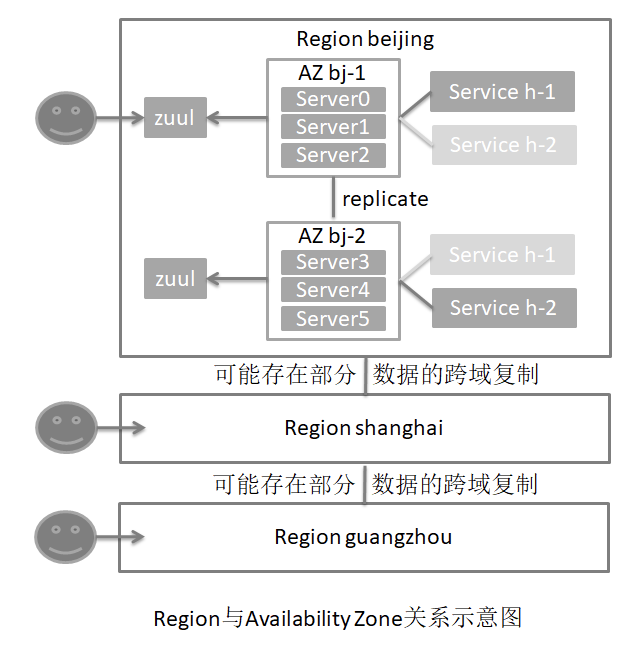 Region beijing
AZ bj-1
Server0
Server1
Server2
zuul
Service h-1
Service h-2
replicate
AZ bj-2
Server3
Server4
Server5
zuul
Service h-1
Service h-2
可能存在部分 数据的跨域复制
Region shanghai
可能存在部分 数据的跨域复制
Region guangzhou
Region与Availability Zone关系示意图